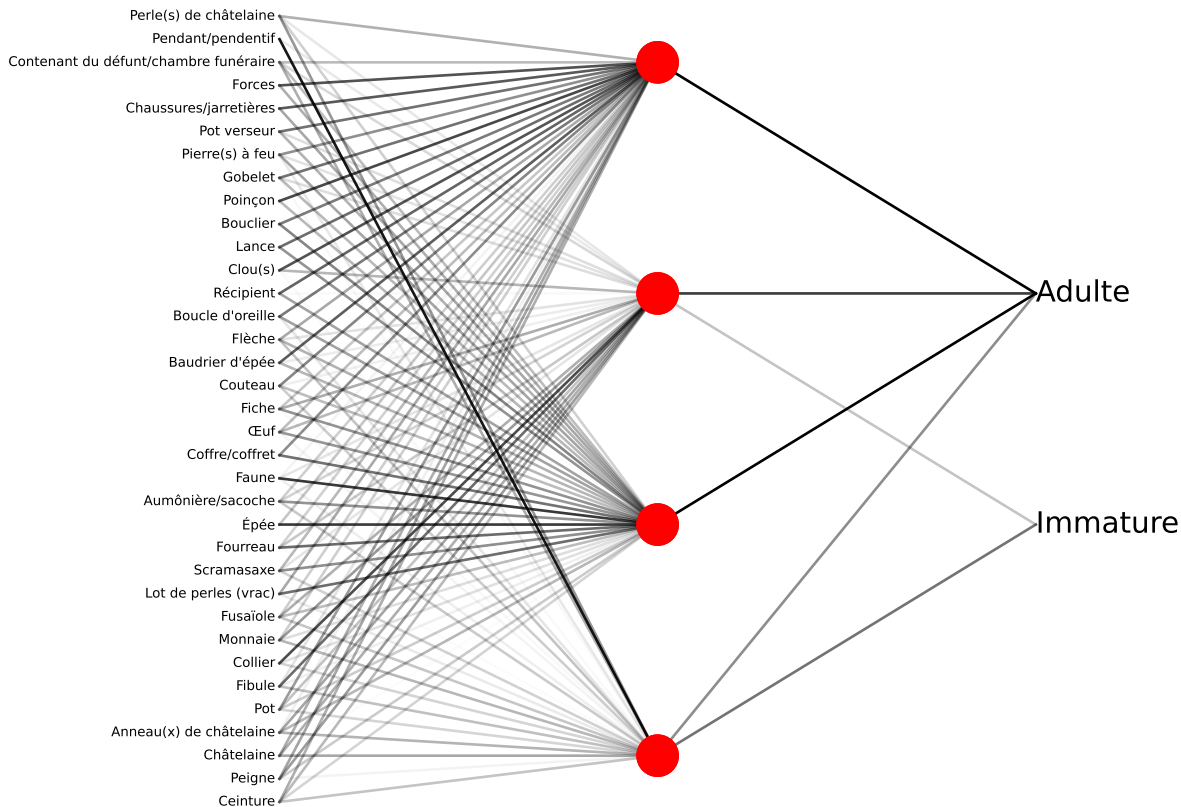 Perle(s) de châtelaine
Pendant/pendentif
Contenant du défunt/chambre funéraire
Forces
Chaussures/jarretières
Pot verseur
Pierre(s) à feu
Gobelet
Poinçon
Bouclier
Lance
Clou(s)
Récipient
Boucle d'oreille
Flèche
Baudrier d'épée
Couteau
Fiche
Œuf
Coffre/coffret
Faune
Aumônière/sacoche
Épée
Fourreau
Scramasaxe
Lot de perles (vrac)
Fusaïole
Monnaie
Collier
Fibule
Pot
Anneau(x) de châtelaine
Châtelaine
Peigne
Ceinture
Adulte
Immature